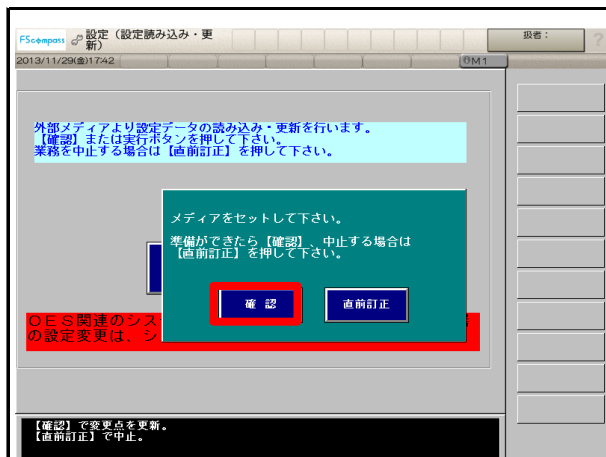 FScompass 設定（設定読み込み・更
新）
扱者：
?
2013/11/29(金)17:42
0M1
外部メディアより設定データの読み込み・更新を行います。
【確認】または実行ボタンを押して下さい。
業務を中止する場合は【直前訂正】を押して下さい。
メディアをセットして下さい。
準備ができたら【確認】、中止する場合は
【直前訂正】を押して下さい。
確 認
直前訂正
ＯＥＳ関連のシス
の設定変更は、シ
【確認】で変更点を更新。
【直前訂正】で中止。